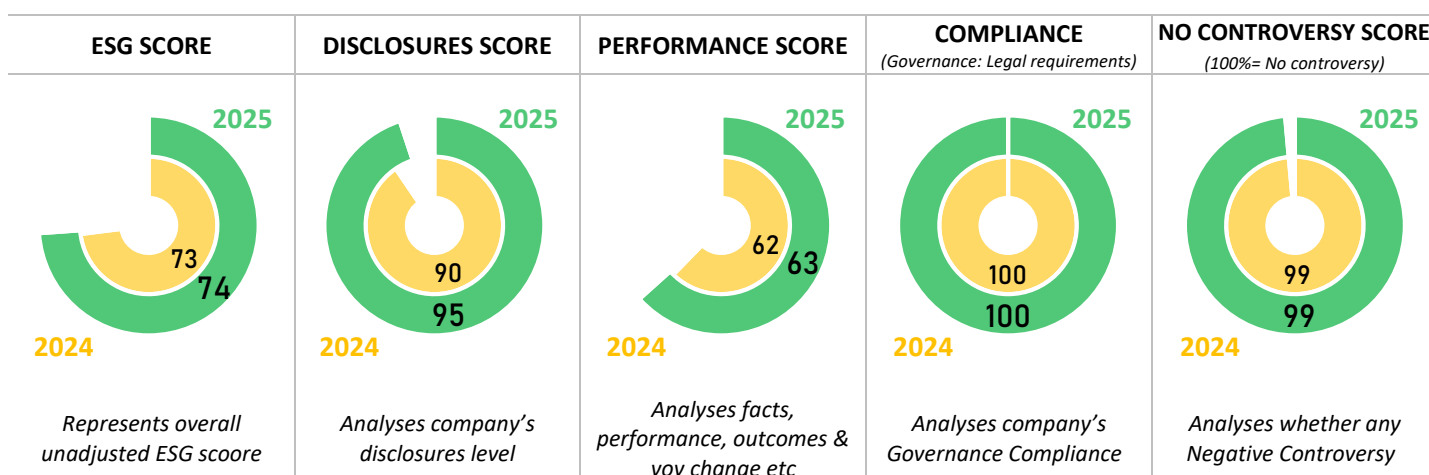 ESG SCORE
DISCLOSURES SCORE
PERFORMANCE SCORE
COMPLIANCE
(Governance: Legal requirements)
NO CONTROVERSY SCORE
(100%= No controversy)
2025
73
74
2024
2025
90
95
2024
2025
62
63
2024
2025
100
100
2024
2025
99
99
2024
Represents overall
unadjusted ESG scoore
Analyses company's
disclosures level
Analyses facts,
performance, outcomes &
yoy change etc
Analyses company's
Governance Compliance
Analyses whether any
Negative Controversy